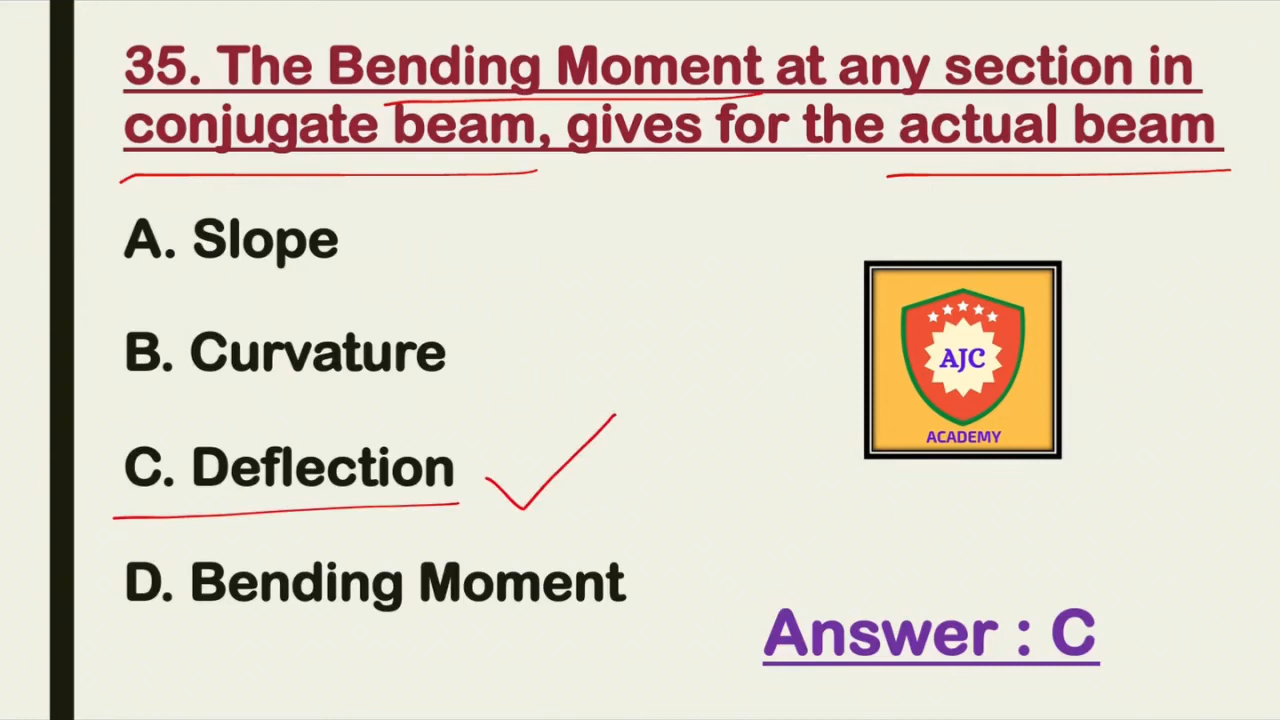 35. The Bending Moment at any section in
conjugate beam, gives for the actual beam
A. Slope
B. Curvature
C. Deflection
D. Bending Moment
AJC
ACADEMY
Answer : C